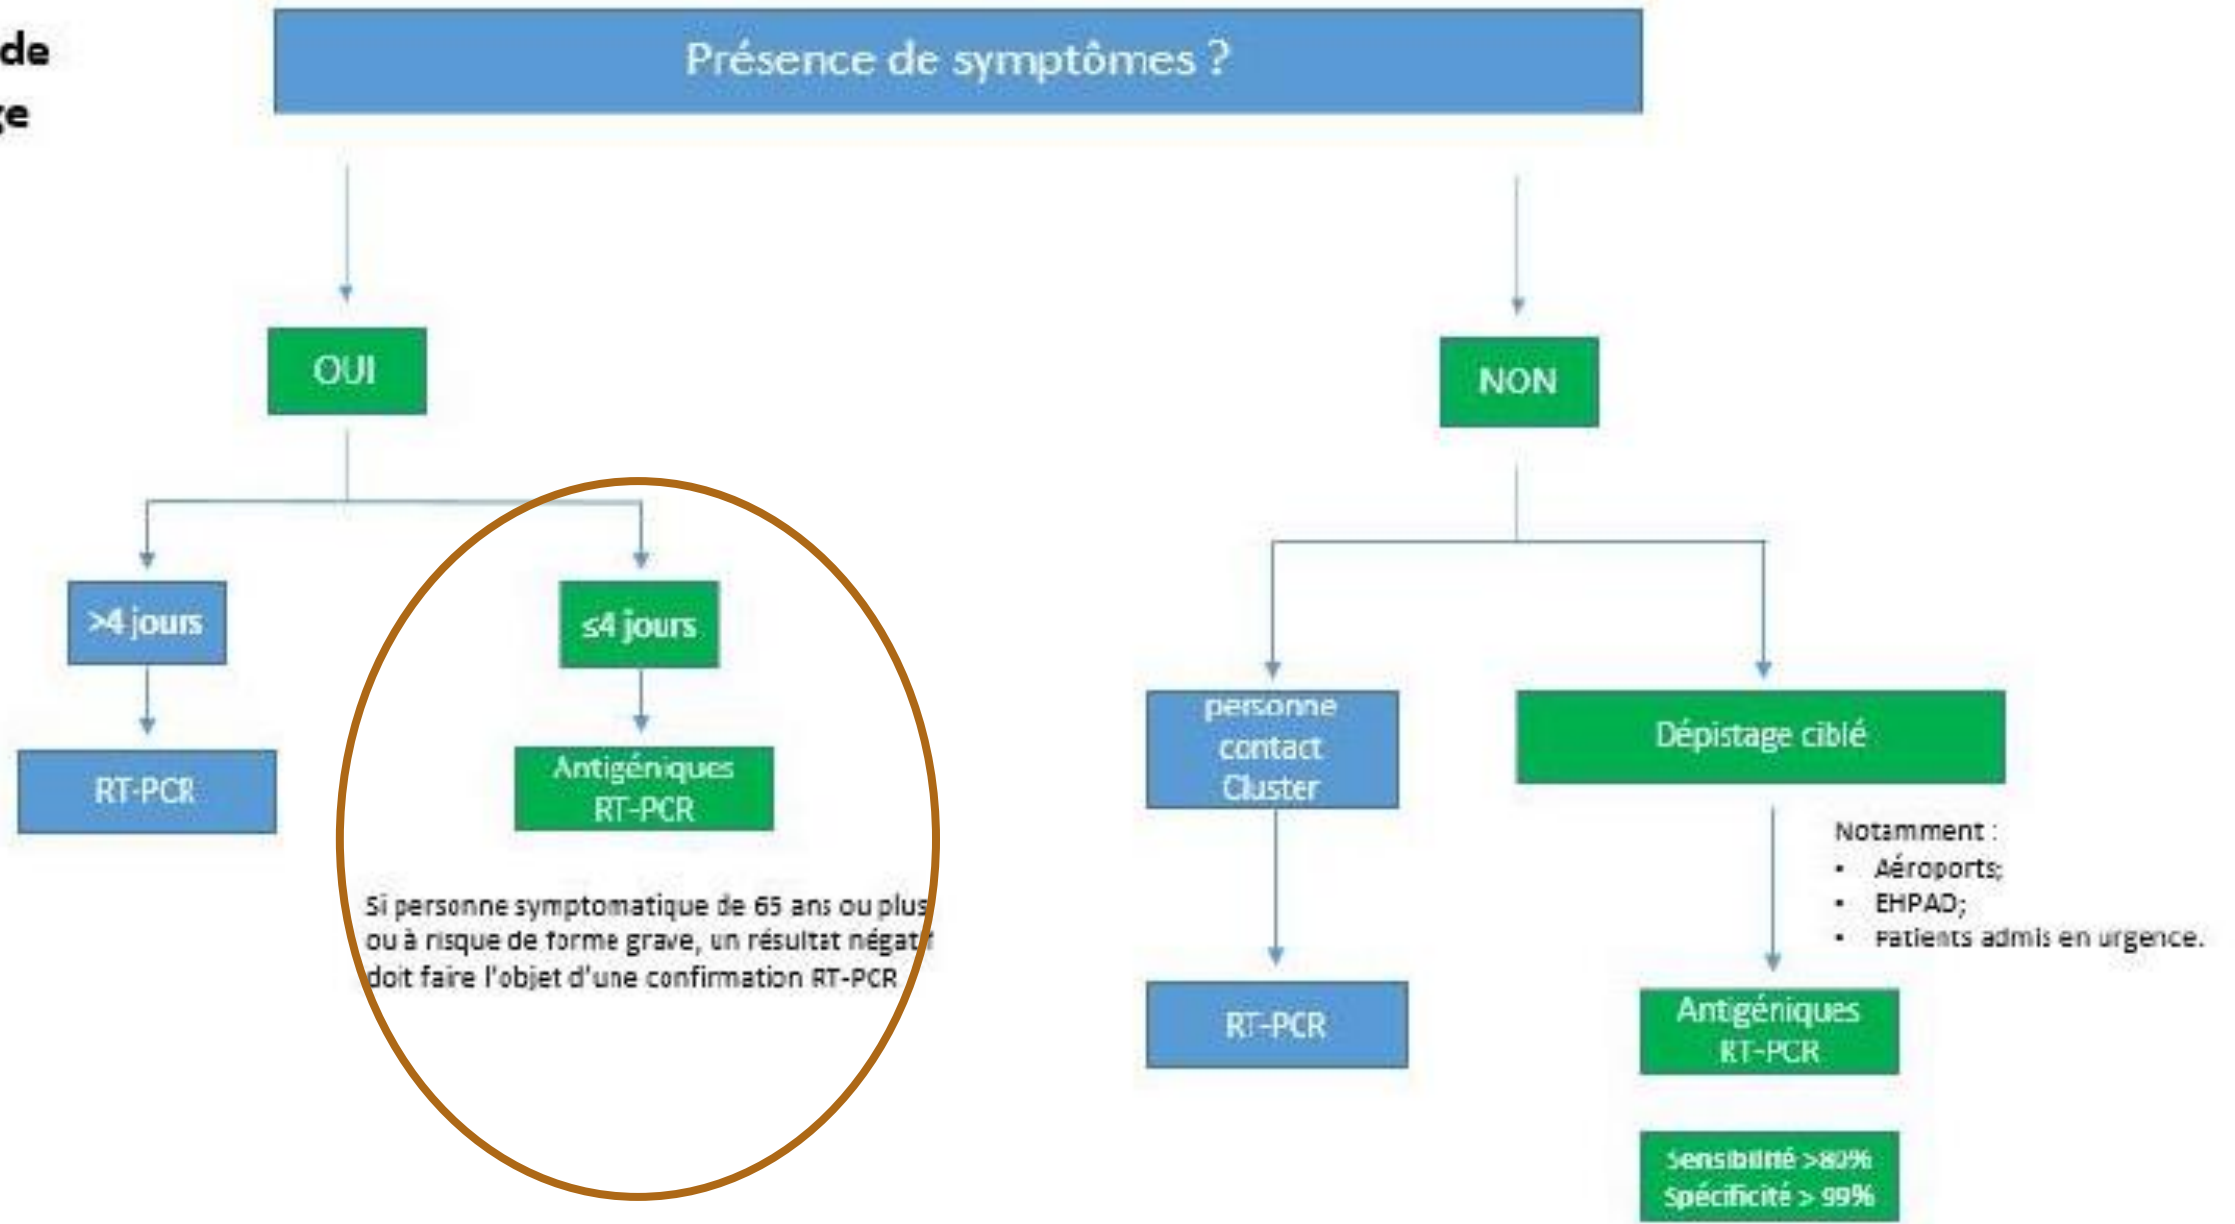 de
ge
Présence de symptômes ?
OUI
NON
>4 jours
≤4 jours
RT-PCR
Antigéniques
RT-PCR
Si personne symptomatique de 65 ans ou plus
ou à risque de forme grave, un résultat négatif
doit faire l'objet d'une confirmation RT-PCR
personne
contact
Cluster
Dépistage ciblé
Notamment :
• Aéroports;
• EHPAD;
• Patients admis en urgence.
RT-PCR
Antigéniques
RT-PCR
Sensibilité >80%
Spécificité > 99%